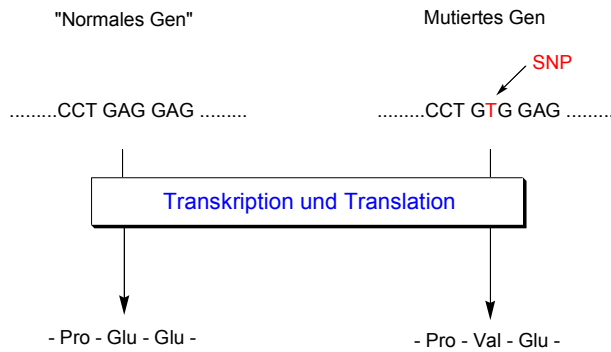 "Normales Gen"
Mutiertes Gen
SNP
.........CCT GAG GAG .........
.........CCT GTG GAG .........
Transkription und Translation
- Pro - Glu - Glu -
- Pro - Val - Glu -